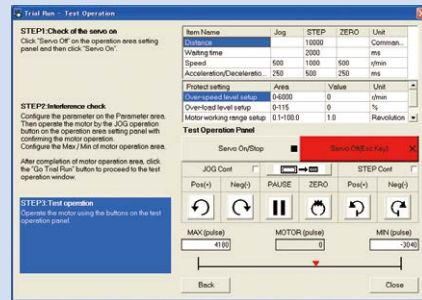 Trial Run - Test Operation
STEP1:Check of the servo on
Click "Servo Off" on the operation area setting
panel and then click "Servo On".
STEP2:Interference check
Configure the parameter on the Parameter area.
Then operate the motor by the JOG operation
button on the operation area setting panel with
confirming the motor operation.
Configure the Max./ Min of motor operation area.
After completion of motor operation area, click
the "Go Trial Run" button to proceed to the test
operation window.
STEP3:Test operation
Operate the motor using the buttons on the test
operation panel.
Item Name Jog STEP ZERO Unit
Distance 10000 Comman...
Waiting time 2000 ms
Speed 500 1000 500 r/min
Acceleration/Deceleratio... 250 500 250 ms
Protect setting Area Value Unit
Over-speed level setup 0-6000 0 r/min
Over-load level setup 0-115 0 %
Motor working range setup 0.1-100.0 1.0 Revolution
Test Operation Panel
Servo On/Stop Servo Off(Esc Key)
JOG Cont STEP Cont
Pos(+) Neg(-) PAUSE ZERO Pos(+) Neg(-)
MAX (pulse) MOTOR (pulse) MIN (pulse)
4180 0 -3040
Back Close